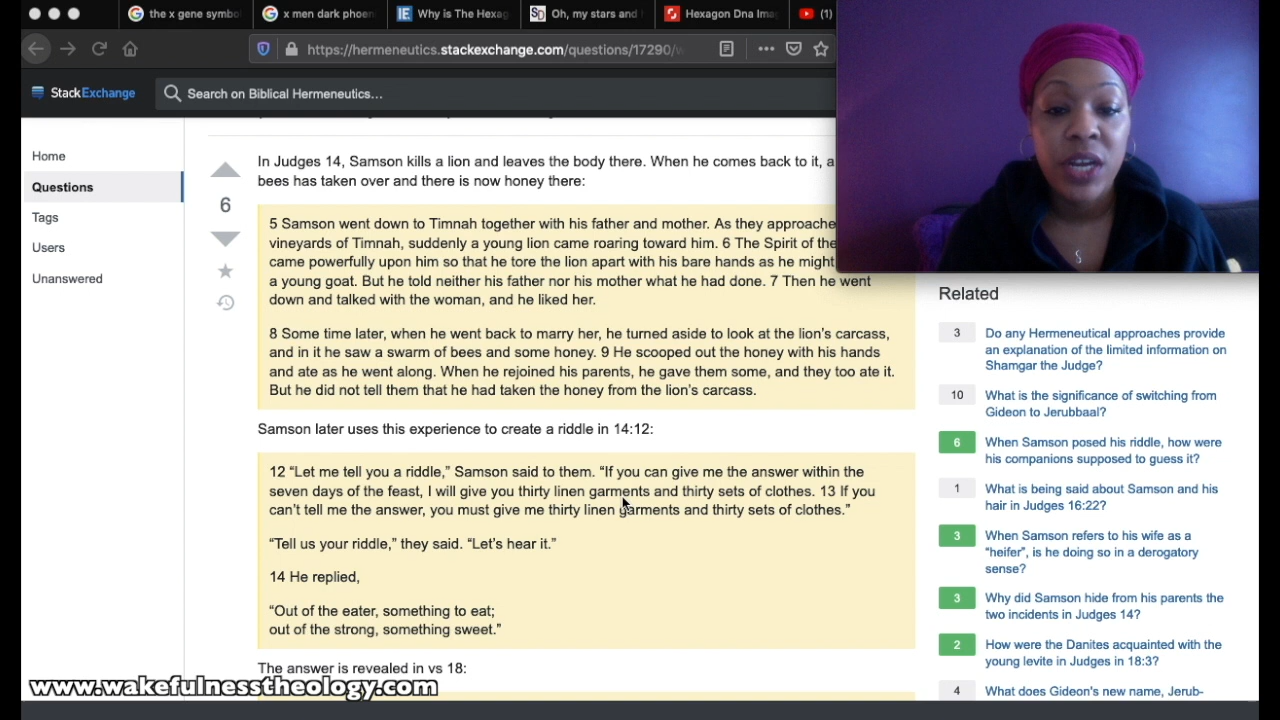 the x gene symbol
x men dark phoen
Why is The Hexag
Oh, my stars and
Hexagon Dna Ima
(1)
https://hermeneutics.stackexchange.com/questions/17290/
StackExchange
Search on Biblical Hermeneutics...
Home
Questions
Tags
Users
Unanswered
6
In Judges 14, Samson kills a lion and leaves the body there. When he comes back to it, a
bees has taken over and there is now honey there:
5 Samson went down to Timnah together with his father and mother. As they approache
vineyards of Timnah, suddenly a young lion came roaring toward him. 6 The Spirit of the
came powerfully upon him so that he tore the lion apart with his bare hands as he might
a young goat. But he told neither his father nor his mother what he had done. 7 Then he went
down and talked with the woman, and he liked her.
8 Some time later, when he went back to marry her, he turned aside to look at the lion's carcass,
and in it he saw a swarm of bees and some honey. 9 He scooped out the honey with his hands
and ate as he went along. When he rejoined his parents, he gave them some, and they too ate it.
But he did not tell them that he had taken the honey from the lion's carcass.
Samson later uses this experience to create a riddle in 14:12:
12 “Let me tell you a riddle,” Samson said to them. “If you can give me the answer within the
seven days of the feast, I will give you thirty linen garments and thirty sets of clothes. 13 If you
can't tell me the answer, you must give me thirty linen garments and thirty sets of clothes.”
“Tell us your riddle,” they said. “Let's hear it.”
14 He replied,
“Out of the eater, something to eat;
out of the strong, something sweet.”
The answer is revealed in vs 18:
Related
3
Do any Hermeneutical approaches provide
an explanation of the limited information on
Shamgar the Judge?
10
What is the significance of switching from
Gideon to Jerubbaal?
6
When Samson posed his riddle, how were
his companions supposed to guess it?
1
What is being said about Samson and his
hair in Judges 16:22?
3
When Samson refers to his wife as a
“heifer”, is he doing so in a derogatory
sense?
3
Why did Samson hide from his parents the
two incidents in Judges 14?
2
How were the Danites acquainted with the
young levite in Judges in 18:3?
4
What does Gideon's new name, Jerub-
www.wakefulnesstheology.com